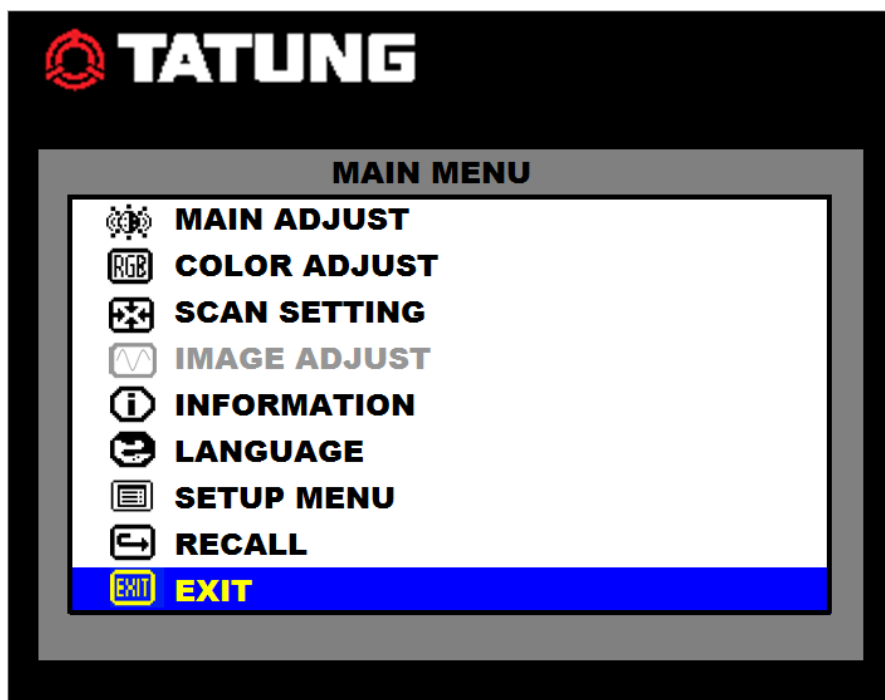 TATUNG
MAIN MENU
MAIN ADJUST
RGB COLOR ADJUST
SCAN SETTING
IMAGE ADJUST
INFORMATION
LANGUAGE
SETUP MENU
RECALL
EXIT EXIT